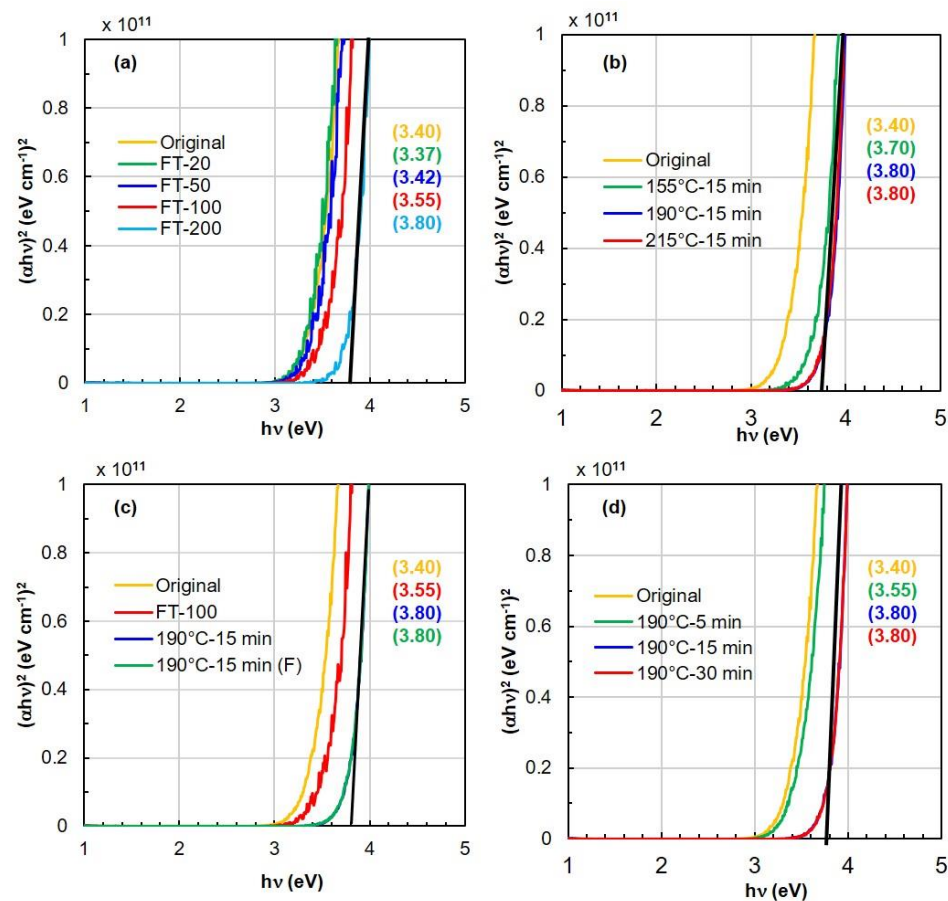 x 10¹¹
(a)
1
0.8
0.6
0.4
0.2
0
(αhν)² (eV cm⁻¹)²
Original
FT-20
FT-50
FT-100
FT-200
(3.40)
(3.37)
(3.42)
(3.55)
(3.80)
1 2 3 4 5
hν (eV)
x 10¹¹
(b)
1
0.8
0.6
0.4
0.2
0
(αhν)² (eV cm⁻¹)²
Original
155°C-15 min
190°C-15 min
215°C-15 min
(3.40)
(3.70)
(3.80)
(3.80)
1 2 3 4 5
hν (eV)
x 10¹¹
(c)
1
0.8
0.6
0.4
0.2
0
(αhν)² (eV cm⁻¹)²
Original
FT-100
190°C-15 min
190°C-15 min (F)
(3.40)
(3.55)
(3.80)
(3.80)
1 2 3 4 5
hν (eV)
x 10¹¹
(d)
1
0.8
0.6
0.4
0.2
0
(αhν)² (eV cm⁻¹)²
Original
190°C-5 min
190°C-15 min
190°C-30 min
(3.40)
(3.55)
(3.80)
(3.80)
1 2 3 4 5
hν (eV)